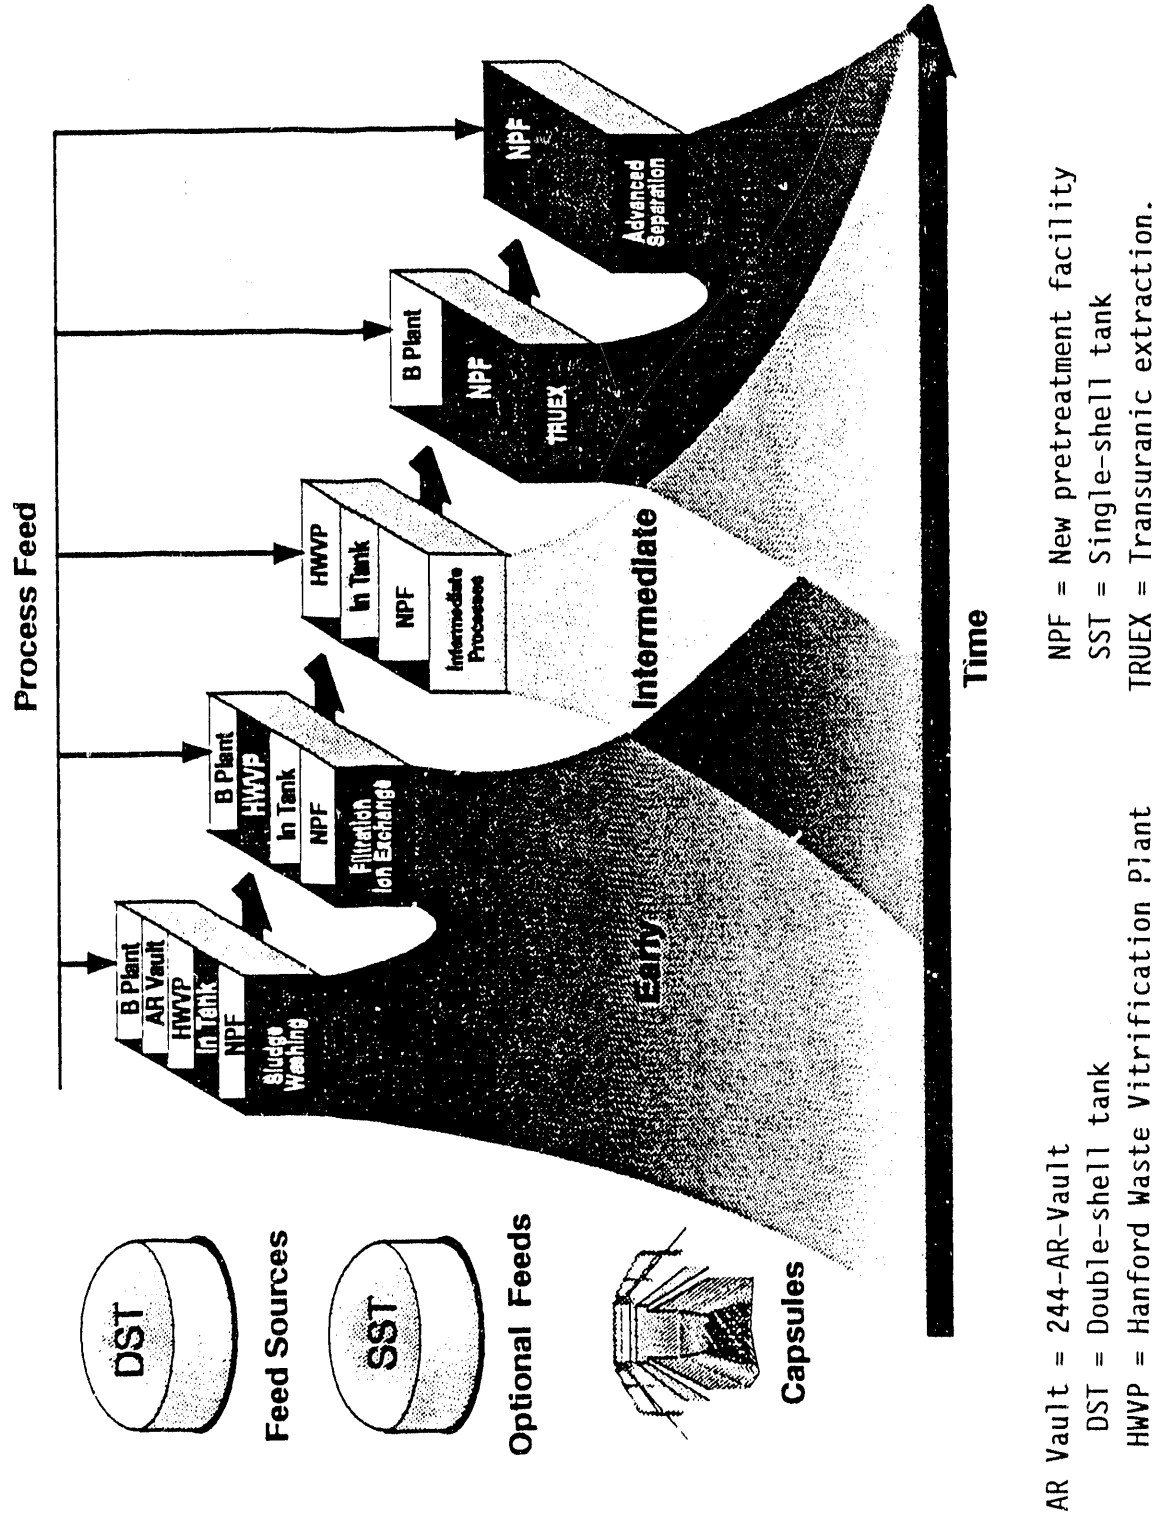 Process Feed
DST
Feed Sources
SST
Optional Feeds
Capsules
B Plant
AR Vault
HWVP
In Tank
NPF
Sludge
Washing
B Plant
HWVP
In Tank
NPF
Filtration
Ion Exchange
HWVP
In Tank
NPF
Intermediate
Processes
B Plant
NPF
TRUEX
NPF
Advanced
Separation
Early
Intermediate
Time
AR Vault = 244-AR-Vault
DST = Double-shell tank
HWVP = Hanford Waste Vitrification Plant
NPF = New pretreatment facility
SST = Single-shell tank
TRUEX = Transuranic extraction.